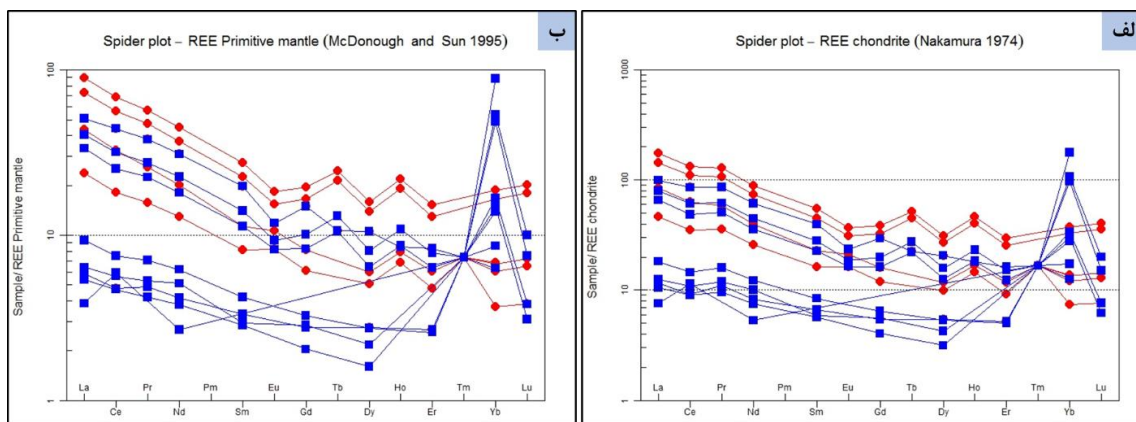 ب
Spider plot – REE Primitive mantle (McDonough and Sun 1995)
Sample/ REE Primitive mantle
100
10
1
La Pr Pm Eu Tb Ho Tm Lu
Ce Nd Sm Gd Dy Er Yb
الف
Spider plot – REE chondrite (Nakamura 1974)
Sample/ REE chondrite
1000
100
10
1
La Pr Pm Eu Tb Ho Tm Lu
Ce Nd Sm Gd Dy Er Yb